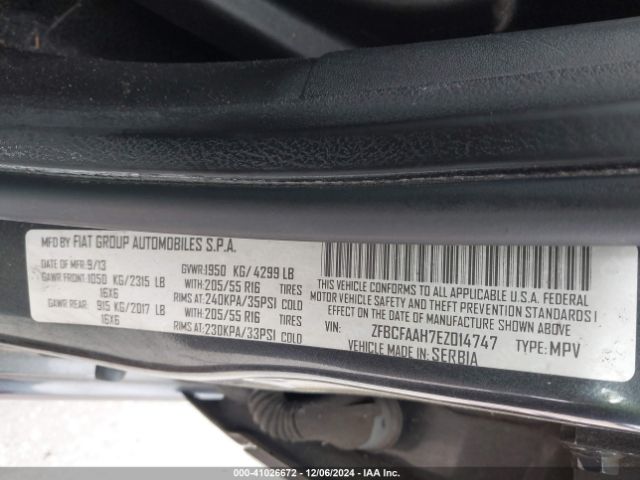 MFD BY FIAT GROUP AUTOMOBILES S.P.A.
DATE OF MFR:9/13 GVWR:1950 KG/4299 LB
GAWR FRONT:1050 KG/2315 LB WITH:205/55 R16 TIRES
16X6 RIMS AT:240KPA/35PSI COLD
GAWR REAR: 915 KG/2017 LB WITH:205/55 R16 TIRES
16X6 RIMS AT:230KPA/33PSI COLD
THIS VEHICLE CONFORMS TO ALL APPLICABLE U.S.A. FEDERAL
MOTOR VEHICLE SAFETY, BUMPER, AND THEFT PREVENTION STANDARDS IN
EFFECT ON THE DATE OF MANUFACTURE SHOWN ABOVE.
VIN: ZFBCFAAH7EZ014747 TYPE: MPV
VEHICLE MADE IN: SERBIA
000-41026672 - 12/06/2024 - IAA Inc.